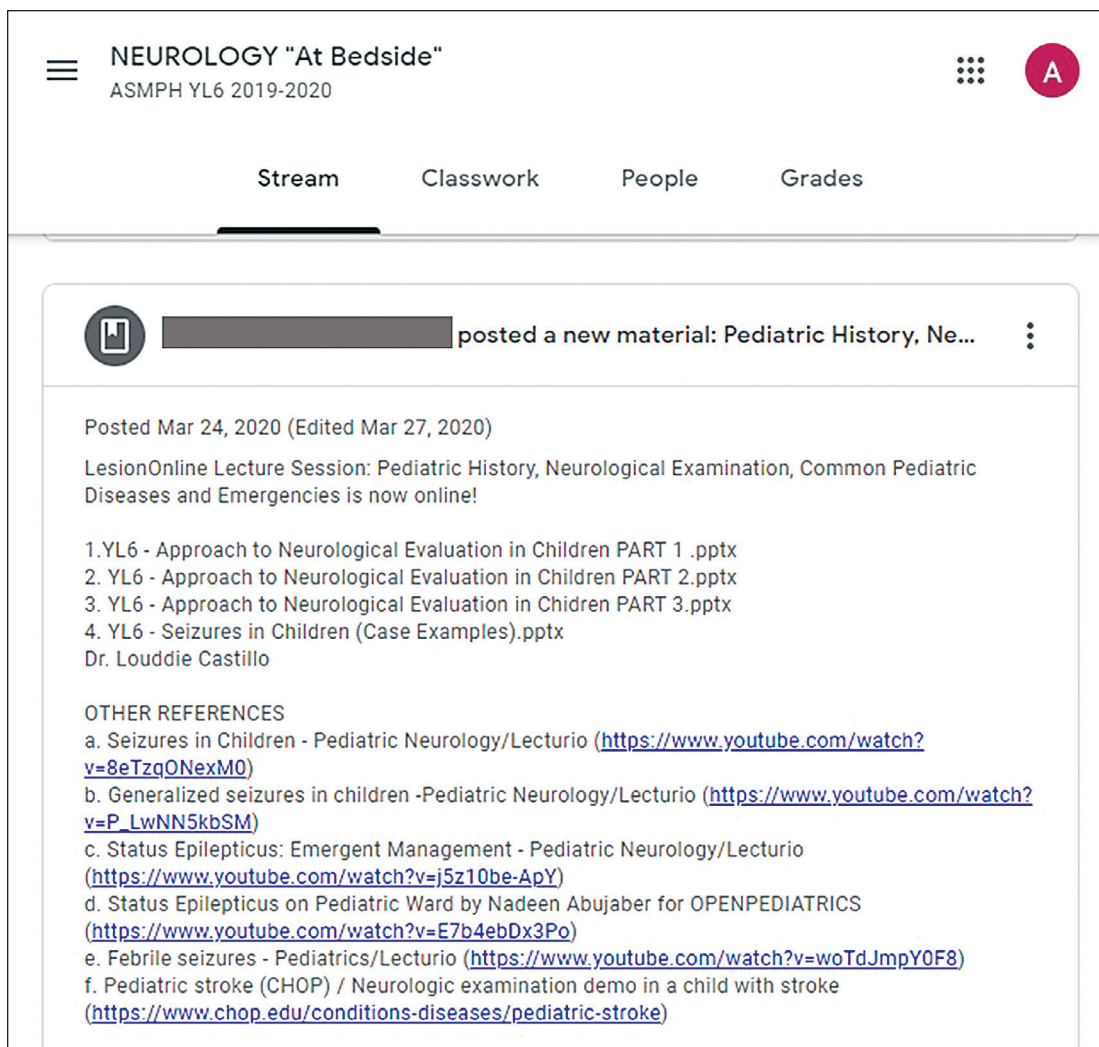 NEUROLOGY "At Bedside"
ASMPH YL6 2019-2020
A
Stream Classwork People Grades
posted a new material: Pediatric History, Ne...
Posted Mar 24, 2020 (Edited Mar 27, 2020)
LesionOnline Lecture Session: Pediatric History, Neurological Examination, Common Pediatric
Diseases and Emergencies is now online!
1.YL6 - Approach to Neurological Evaluation in Children PART 1 .pptx
2. YL6 - Approach to Neurological Evaluation in Children PART 2.pptx
3. YL6 - Approach to Neurological Evaluation in Chidren PART 3.pptx
4. YL6 - Seizures in Children (Case Examples).pptx
Dr. Louddie Castillo
OTHER REFERENCES
a. Seizures in Children - Pediatric Neurology/Lecturio (https://www.youtube.com/watch?
v=8eTzqONexM0)
b. Generalized seizures in children -Pediatric Neurology/Lecturio (https://www.youtube.com/watch?
v=P_LwNN5kbSM)
c. Status Epilepticus: Emergent Management - Pediatric Neurology/Lecturio
(https://www.youtube.com/watch?v=j5z10be-ApY)
d. Status Epilepticus on Pediatric Ward by Nadeen Abujaber for OPENPEDIATRICS
(https://www.youtube.com/watch?v=E7b4ebDx3Po)
e. Febrile seizures - Pediatrics/Lecturio (https://www.youtube.com/watch?v=woTdJmpY0F8)
f. Pediatric stroke (CHOP) / Neurologic examination demo in a child with stroke
(https://www.chop.edu/conditions-diseases/pediatric-stroke)